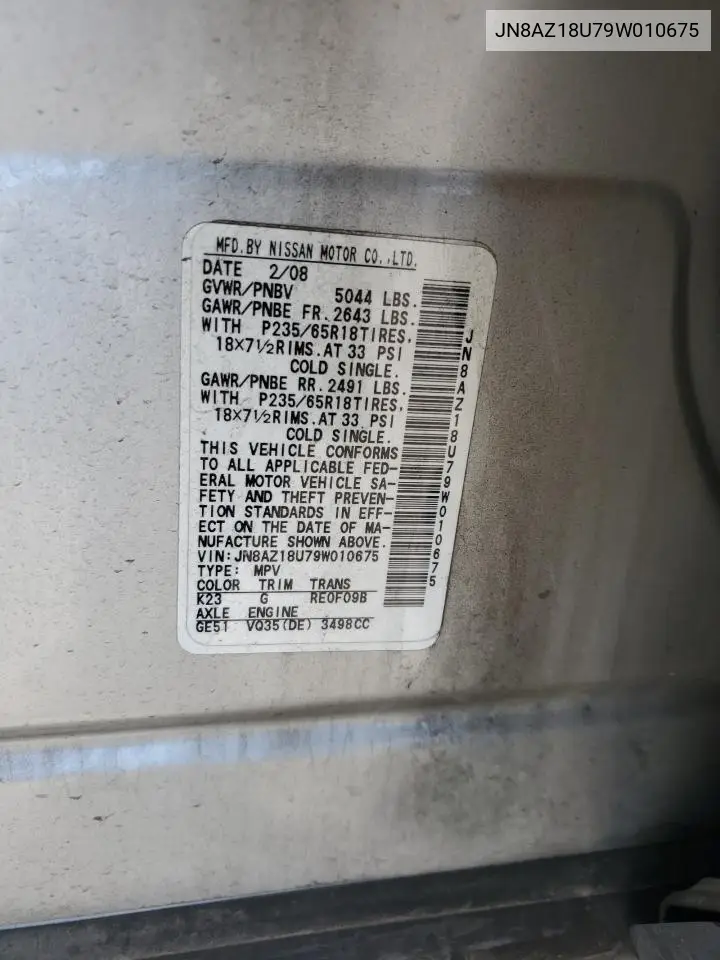 JN8AZ18U79W010675
MFD.BY NISSAN MOTOR CO.,LTD.
DATE 2/08
GVWR/PNBV 5044 LBS.
GAWR/PNBE FR.2643 LBS.
WITH P235/65R18TIRES,
18X7½RIMS.AT 33 PSI
COLD SINGLE.
GAWR/PNBE RR.2491 LBS.
WITH P235/65R18TIRES,
18X7½RIMS.AT 33 PSI
COLD SINGLE.
THIS VEHICLE CONFORMS
TO ALL APPLICABLE FED-
ERAL MOTOR VEHICLE SA-
FETY AND THEFT PREVEN-
TION STANDARDS IN EFF-
ECT ON THE DATE OF MA-
NUFACTURE SHOWN ABOVE.
VIN:JN8AZ18U79W010675
TYPE: MPV
COLOR TRIM TRANS
K23 G RE0F09B
AXLE ENGINE
GE51 VQ35(DE) 3498CC
JN8AZ18U79W010675